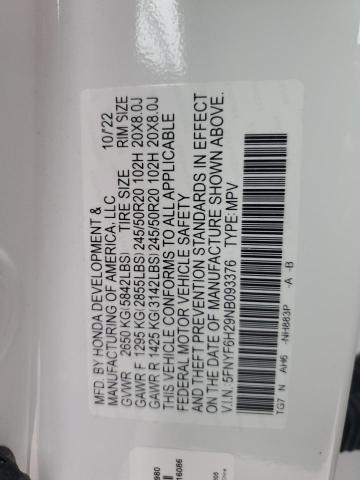 MFD. BY HONDA DEVELOPMENT &
MANUFACTURING OF AMERICA, LLC 10/22
GVWR 2650 KG(5842LBS) TIRE SIZE RIM SIZE
GAWR F 1295 KG(2855LBS)245/50R20 102H 20X8.0J
GAWR R 1425 KG(3142LBS)245/50R20 102H 20X8.0J
THIS VEHICLE CONFORMS TO ALL APPLICABLE
FEDERAL MOTOR VEHICLE SAFETY
AND THEFT PREVENTION STANDARDS IN EFFECT
ON THE DATE OF MANUFACTURE SHOWN ABOVE.
V.I.N.:5FNYF6H29NB093376 TYPE:MPV
TG7 N AH6 -NH883P -A -B
980
16086